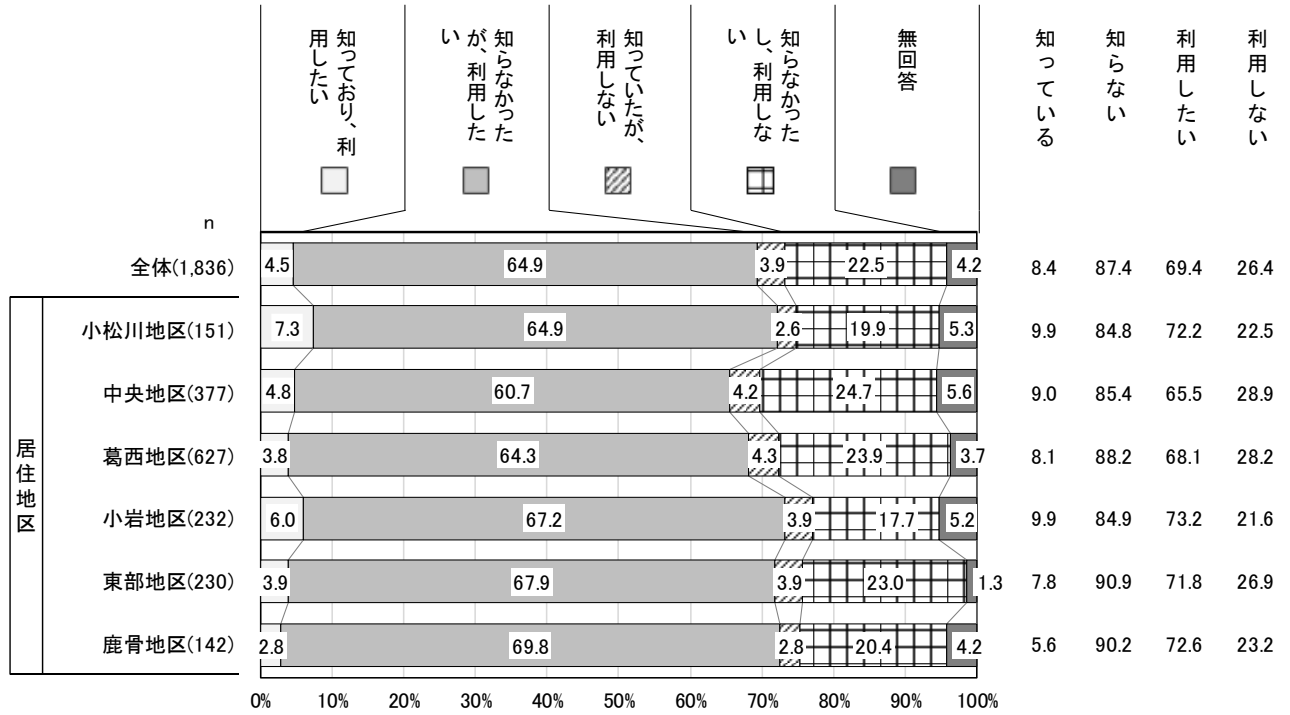 知っており、利
用したい
知らなかった
が、利用した
い
知っていたが、
利用しない
知らなかった
し、利用しな
い
無回答
知っている
知らない
利用したい
利用しない
n
全体(1,836) 4.5 64.9 3.9 22.5 4.2 8.4 87.4 69.4 26.4
居住地区
小松川地区(151) 7.3 64.9 2.6 19.9 5.3 9.9 84.8 72.2 22.5
中央地区(377) 4.8 60.7 4.2 24.7 5.6 9.0 85.4 65.5 28.9
葛西地区(627) 3.8 64.3 4.3 23.9 3.7 8.1 88.2 68.1 28.2
小岩地区(232) 6.0 67.2 3.9 17.7 5.2 9.9 84.9 73.2 21.6
東部地区(230) 3.9 67.9 3.9 23.0 1.3 7.8 90.9 71.8 26.9
鹿骨地区(142) 2.8 69.8 2.8 20.4 4.2 5.6 90.2 72.6 23.2
0% 10% 20% 30% 40% 50% 60% 70% 80% 90% 100%